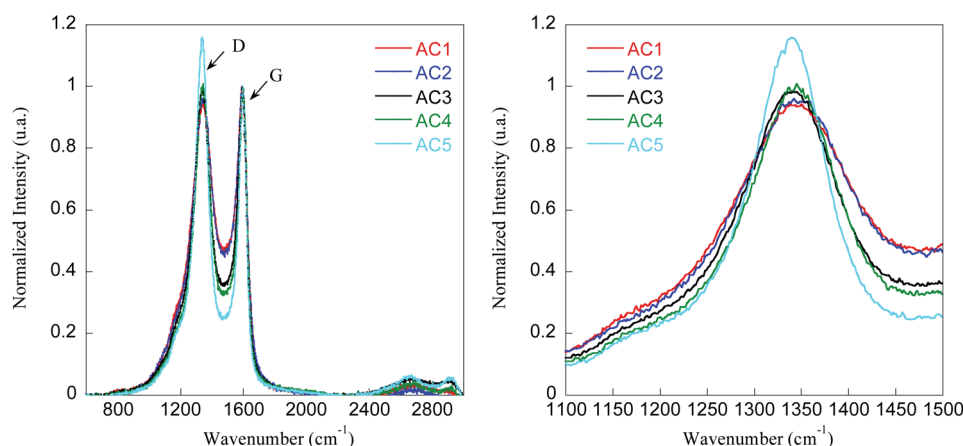 1.2
1
0.8
0.6
0.4
0.2
0
Normalized Intensity (u.a.)
D
G
AC1
AC2
AC3
AC4
AC5
800 1200 1600 2000 2400 2800
Wavenumber (cm-1)
1.2
1
0.8
0.6
0.4
0.2
0
Normalized Intensity (u.a.)
AC1
AC2
AC3
AC4
AC5
1100 1150 1200 1250 1300 1350 1400 1450 1500
Wavenumber (cm-1)